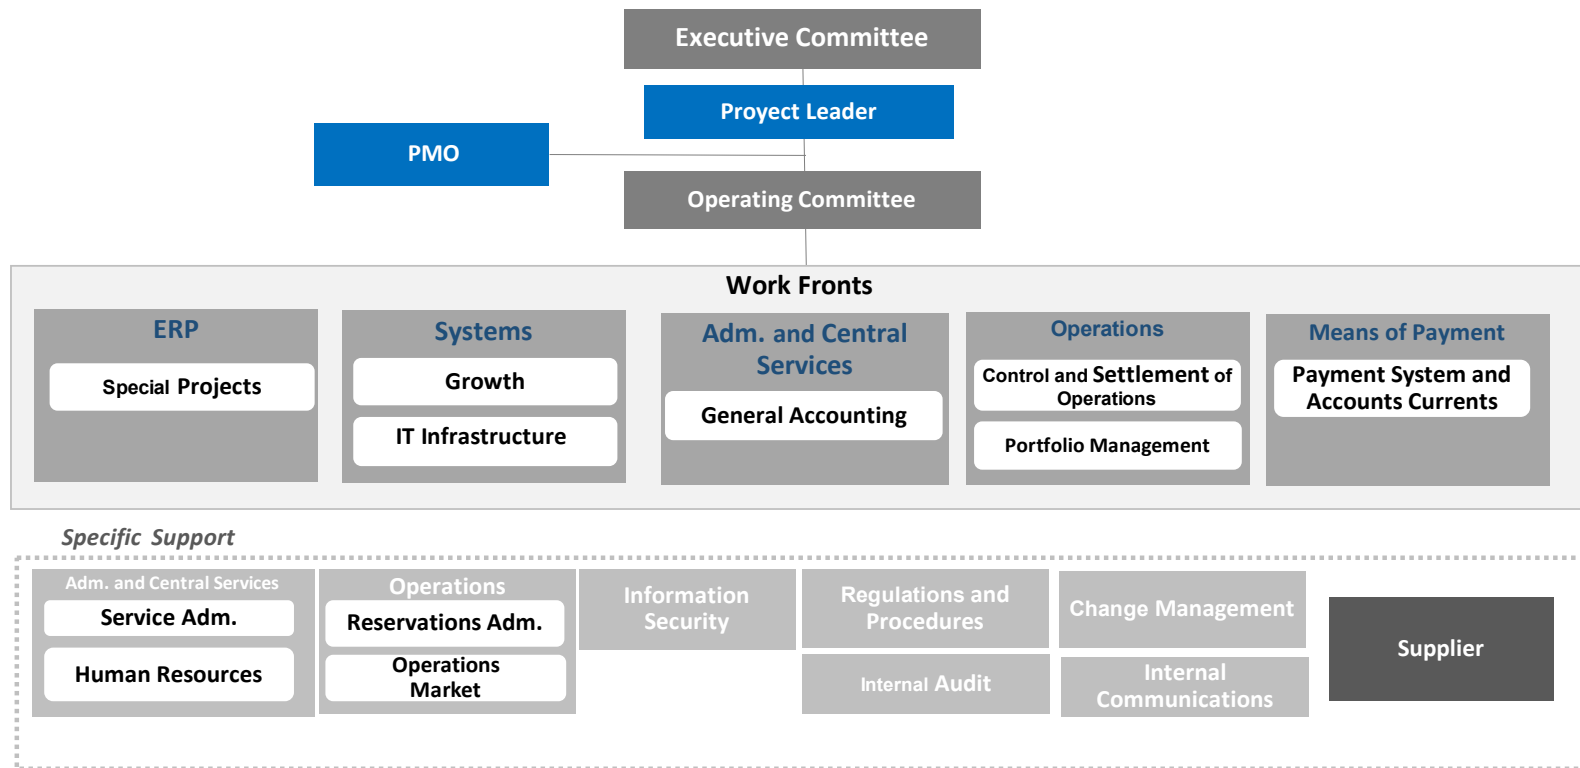 Executive Committee
Proyect Leader
PMO
Operating Committee
Work Fronts
ERP
Special Projects
Systems
Growth
IT Infrastructure
Adm. and Central
Services
General Accounting
Operations
Control and Settlement of
Operations
Portfolio Management
Means of Payment
Payment System and
Accounts Currents
Specific Support
Adm. and Central Services
Service Adm.
Human Resources
Operations
Reservations Adm.
Operations
Market
Information
Security
Regulations and
Procedures
Internal Audit
Change Management
Internal
Communications
Supplier